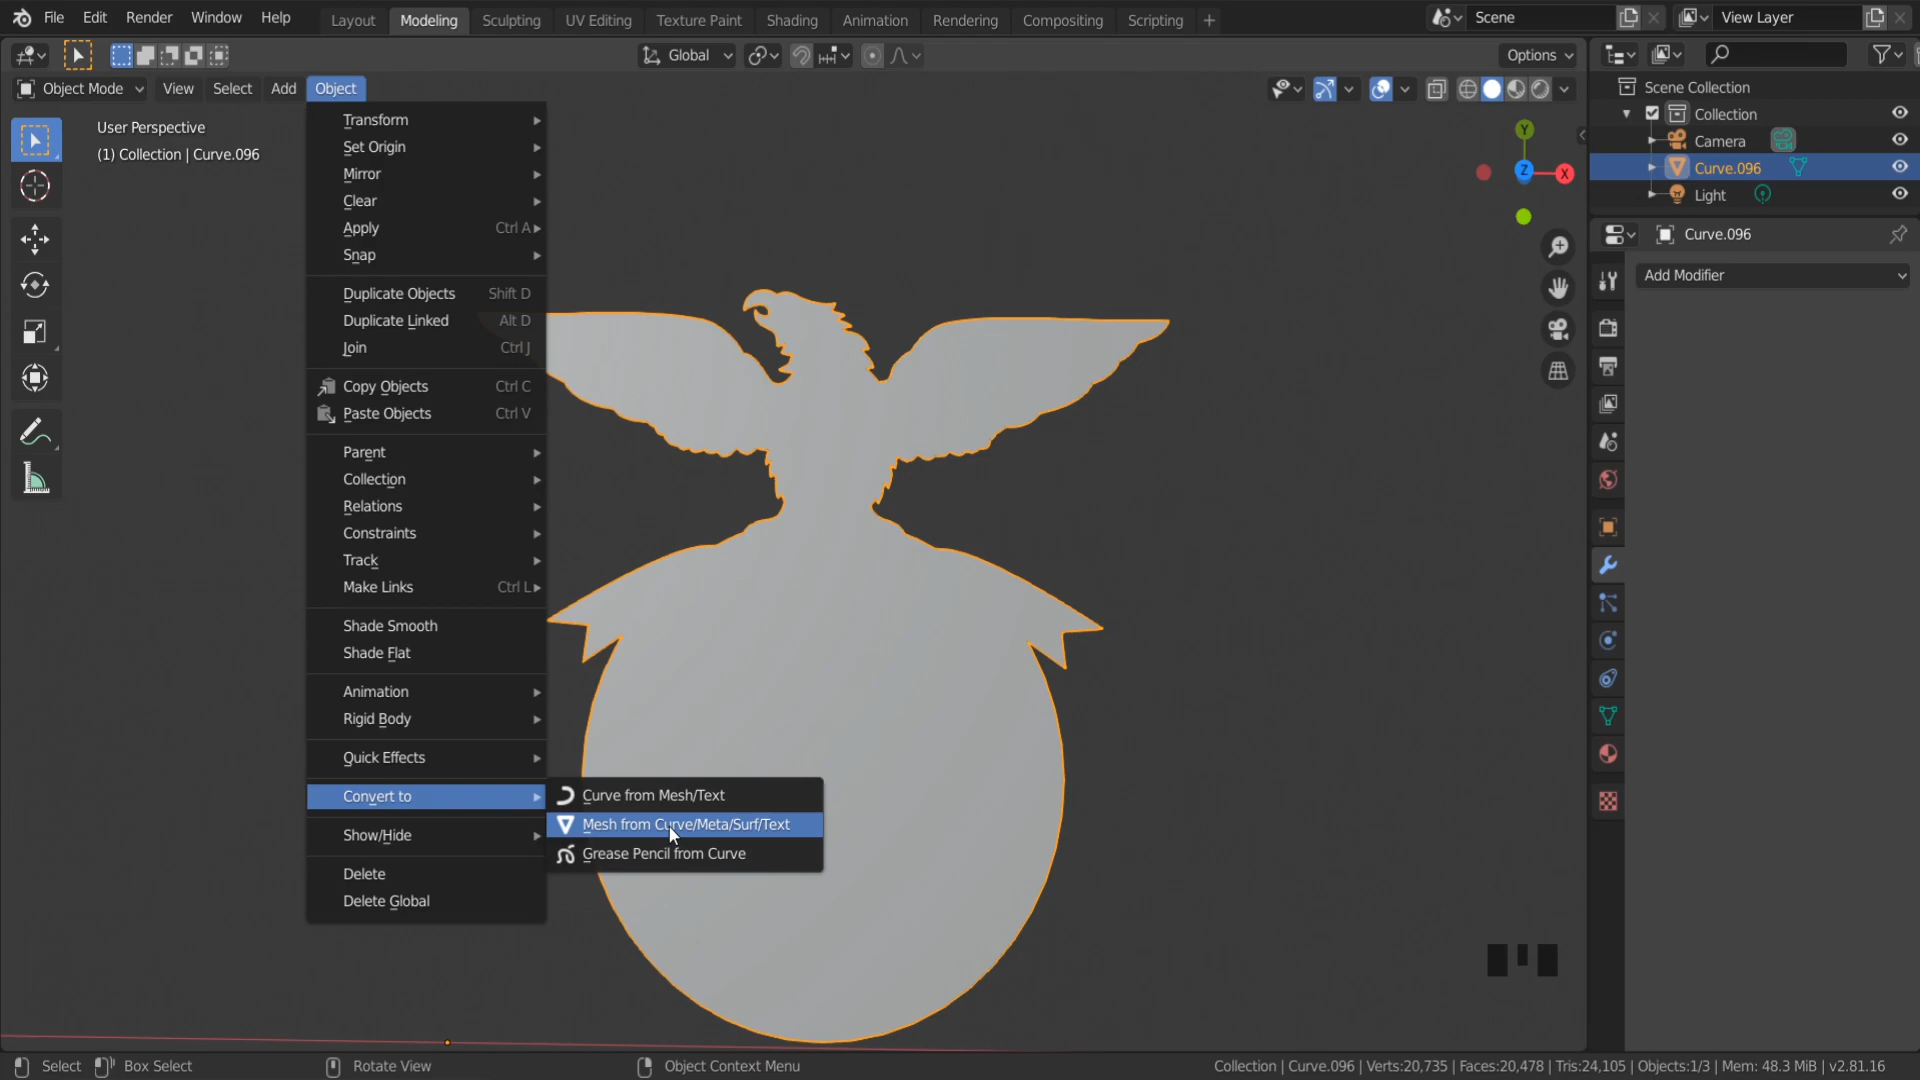 File Edit Render Window Help Layout Modeling Sculpting UV Editing Texture Paint Shading Animation Rendering Compositing Scripting + Scene View Layer
Global Options
Object Mode View Select Add Object
User Perspective
(1) Collection | Curve.096
Transform
Set Origin
Mirror
Clear
Apply Ctrl A
Snap
Duplicate Objects Shift D
Duplicate Linked Alt D
Join Ctrl J
Copy Objects Ctrl C
Paste Objects Ctrl V
Parent
Collection
Relations
Constraints
Track
Make Links Ctrl L
Shade Smooth
Shade Flat
Animation
Rigid Body
Quick Effects
Convert to
Show/Hide
Delete
Delete Global
Curve from Mesh/Text
Mesh from Curve/Meta/Surf/Text
Grease Pencil from Curve
Y
Z
X
Scene Collection
Collection
Camera
Curve.096
Light
Curve.096
Add Modifier
Select Box Select Rotate View Object Context Menu Collection | Curve.096 | Verts:20,735 | Faces:20,478 | Tris:24,105 | Objects:1/3 | Mem: 48.3 MiB | v2.81.16